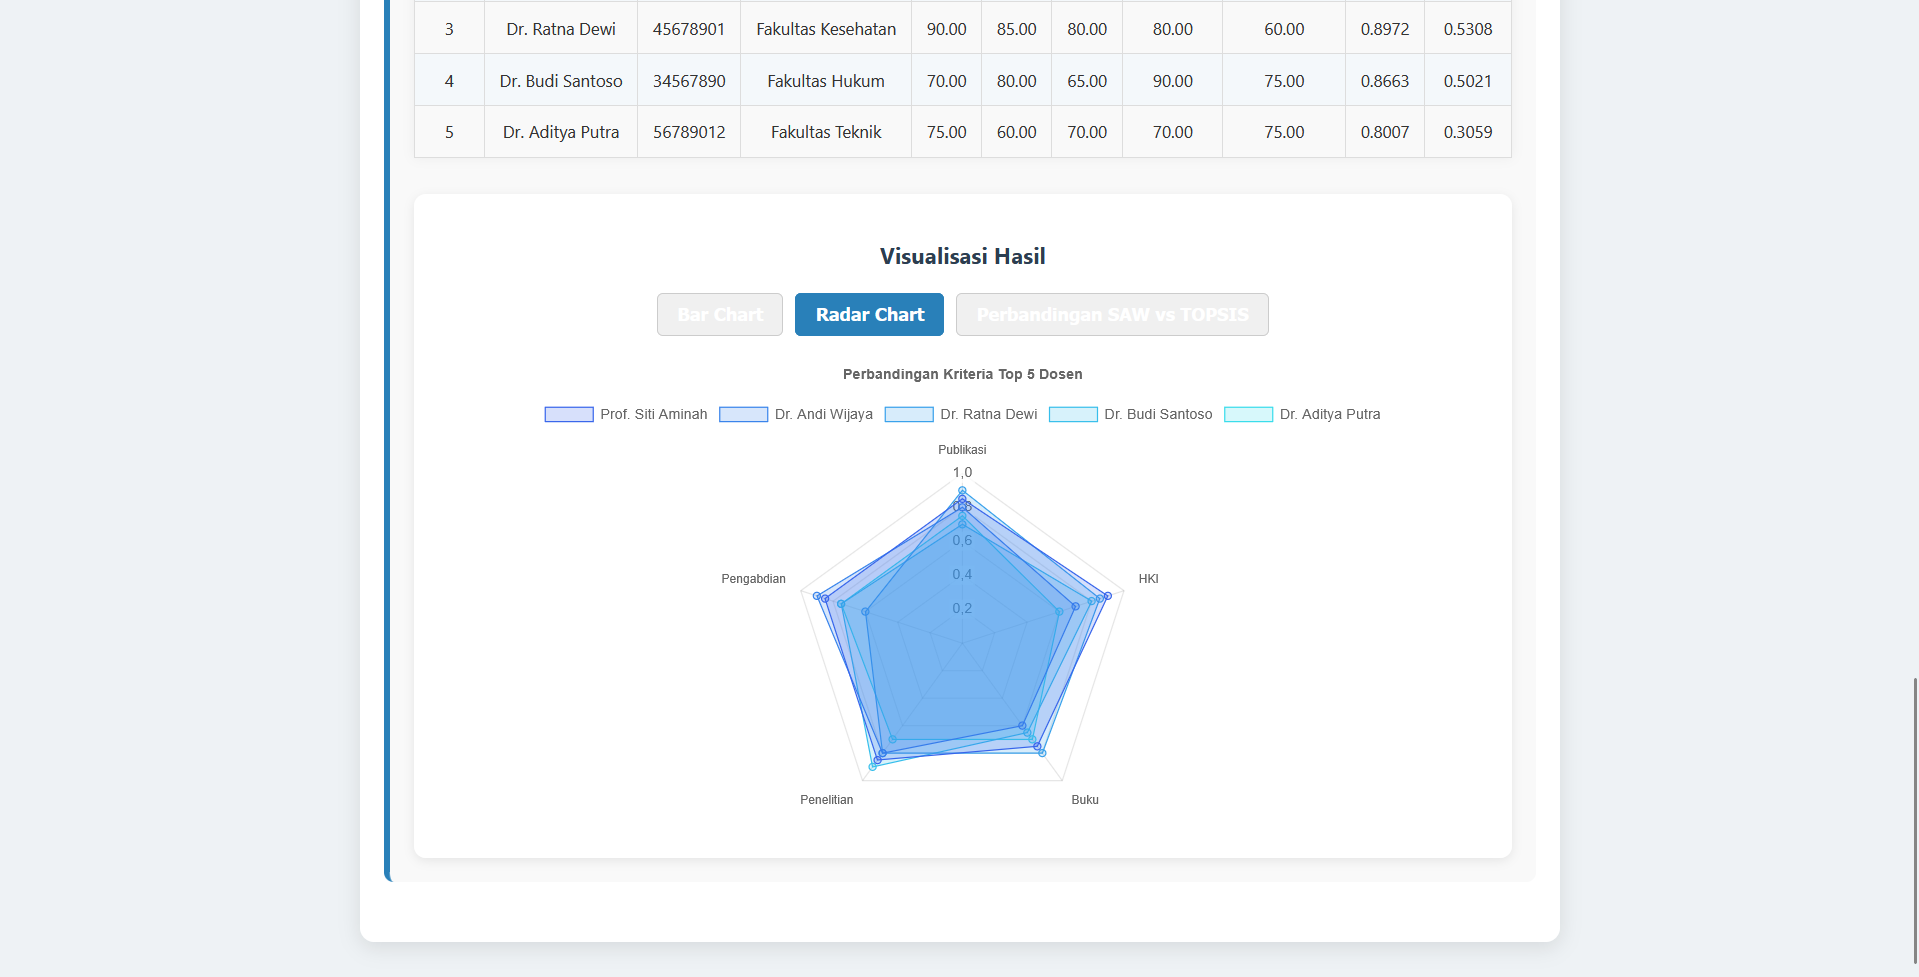 3 Dr. Ratna Dewi 45678901 Fakultas Kesehatan 90.00 85.00 80.00 80.00 60.00 0.8972 0.5308
4 Dr. Budi Santoso 34567890 Fakultas Hukum 70.00 80.00 65.00 90.00 75.00 0.8663 0.5021
5 Dr. Aditya Putra 56789012 Fakultas Teknik 75.00 60.00 70.00 70.00 75.00 0.8007 0.3059
Visualisasi Hasil
Bar Chart Radar Chart Perbandingan SAW vs TOPSIS
Perbandingan Kriteria Top 5 Dosen
Prof. Siti Aminah Dr. Andi Wijaya Dr. Ratna Dewi Dr. Budi Santoso Dr. Aditya Putra
Publikasi
1,0
0,8
0,6
0,4
Pengabdian HKI
0,2
Penelitian Buku